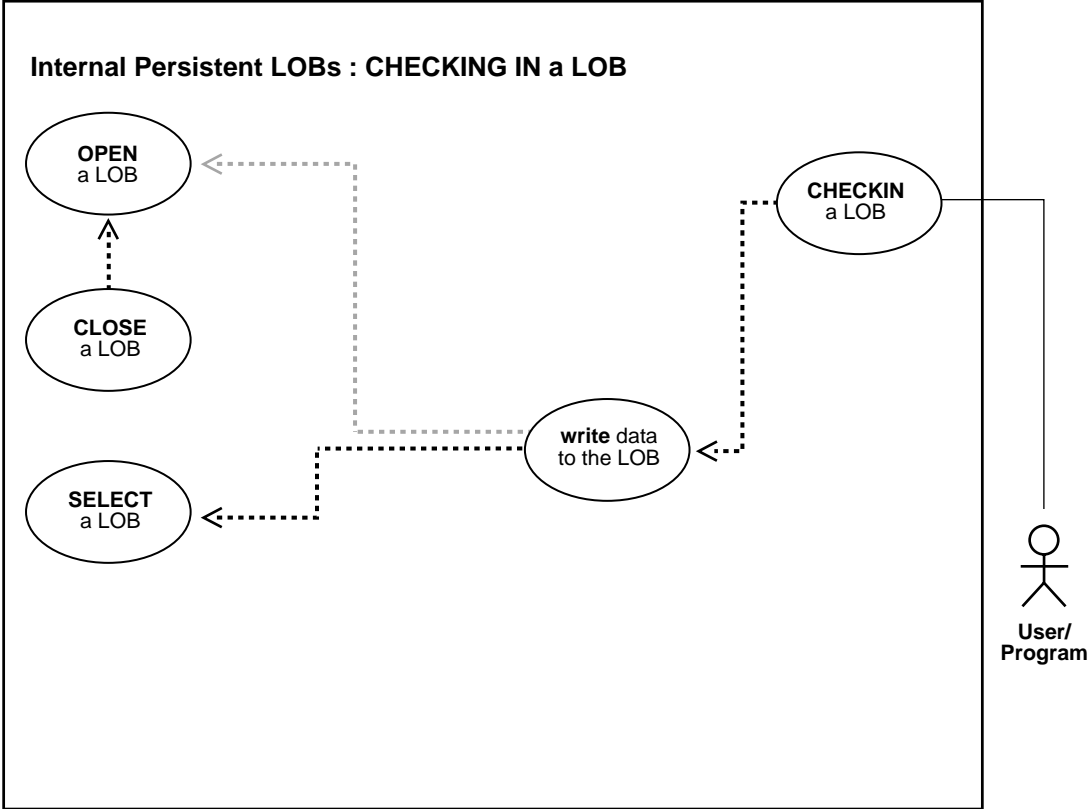 Internal Persistent LOBs : CHECKING IN a LOB
OPEN
a LOB
CHECKIN
a LOB
CLOSE
a LOB
write data
to the LOB
SELECT
a LOB
User/
Program